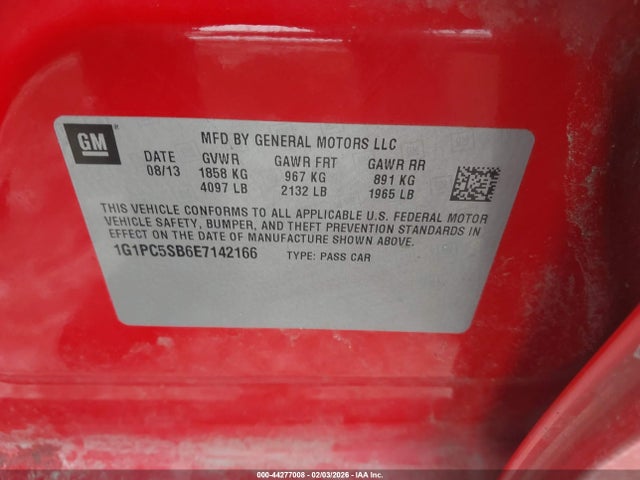 GM
MFD BY GENERAL MOTORS LLC
DATE GVWR GAWR FRT GAWR RR
08/13 1858 KG 967 KG 891 KG
4097 LB 2132 LB 1965 LB
THIS VEHICLE CONFORMS TO ALL APPLICABLE U.S. FEDERAL MOTOR
VEHICLE SAFETY, BUMPER, AND THEFT PREVENTION STANDARDS
IN EFFECT ON THE DATE OF MANUFACTURE SHOWN ABOVE.
1G1PC5SB6E7142166 TYPE: PASS CAR
000-44277008 - 02/03/2026 - IAA Inc.